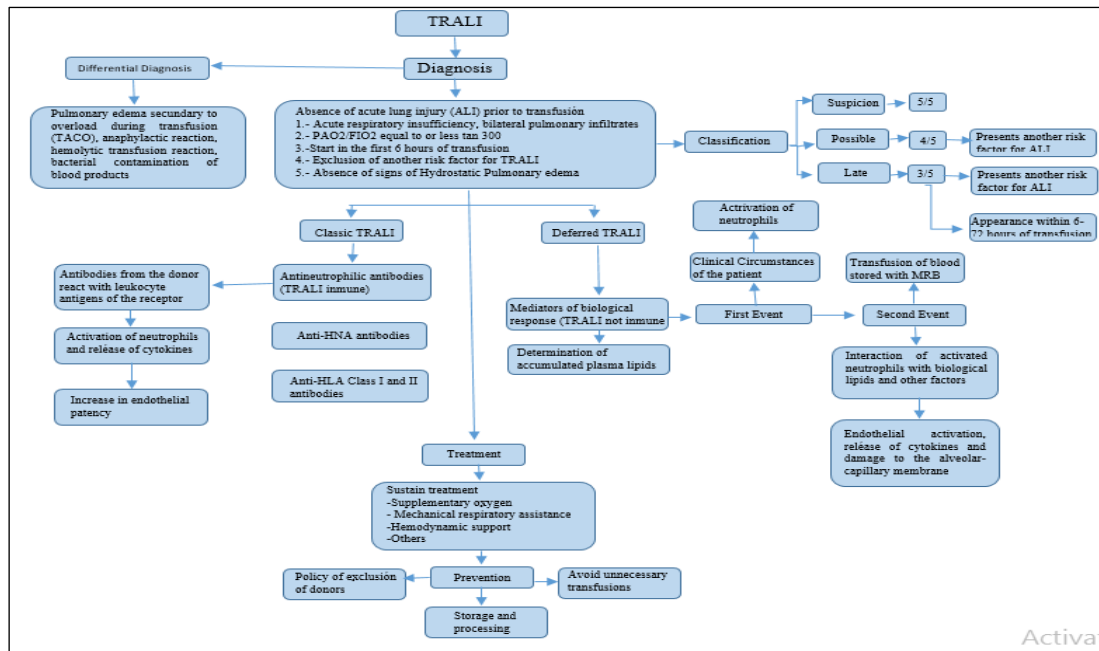 TRALI
Differential Diagnosis
Diagnosis
Pulmonary edema secundary to
overload during transfusion
(TACO), anaphylactic reaction,
hemolytic transfusion reaction,
bacterial contamination of
blood products
Absence of acute lung injury (ALI) prior to transfusión
1.- Acute respiratory insufficiency, bilateral pulmonary infiltrates
2.- PAO2/FIO2 equal to or less tan 300
3.-Start in the first 6 hours of transfusion
4.- Exclusion of another risk factor for TRALI
5.- Absence of signs of Hydrostatic Pulmonary edema
Classification
Suspicion
5/5
Possible
4/5
Presents another risk
factor for ALI
Late
3/5
Presents another risk
factor for ALI
Appearance within 6-
72 hours of transfusion
Classic TRALI
Deferred TRALI
Antibodies from the donor
react with leukocyte
antigens of the receptor
Antineutrophilic antibodies
(TRALI inmune)
Activation of neutrophils
and reléase of cytokines
Anti-HNA antibodies
Increase in endothelial
patency
Anti-HLA Class I and II
antibodies
Mediators of biological
response (TRALI not inmune
Determination of
accumulated plasma lipids
First Event
Clinical Circumstances
of the patient
Actrivation of
neutrophils
Second Event
Transfusion of blood
stored with MRB
Interaction of activated
neutrophils with biological
lipids and other factors
Endothelial activation,
reléase of cytokines and
damage to the alveolar-
capillary membrane
Treatment
Sustain treatment
-Supplementary oxygen
- Mechanical respiratory assistance
-Hemodynamic support
-Others
Policy of exclusión
of donors
Prevention
Avoid unnecessary
transfusions
Storage and
processing